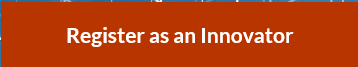 Register as an Innovator